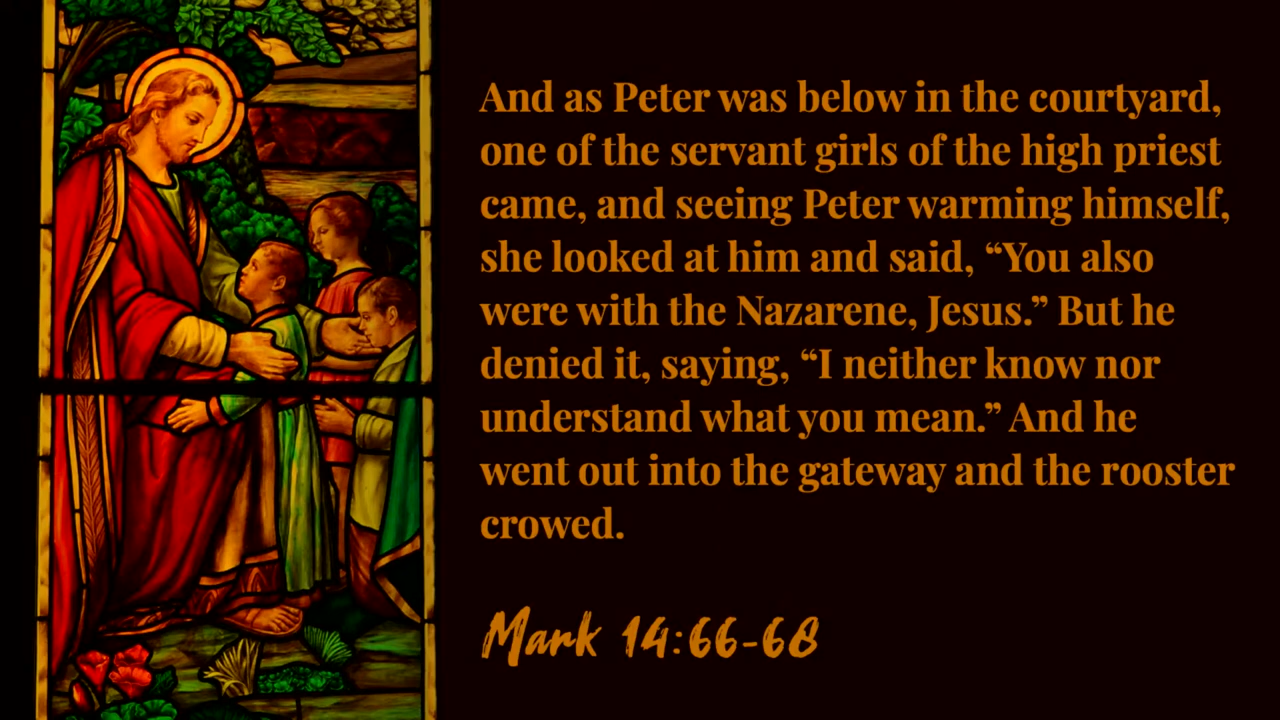 And as Peter was below in the courtyard,
one of the servant girls of the high priest
came, and seeing Peter warming himself,
she looked at him and said, “You also
were with the Nazarene, Jesus.” But he
denied it, saying, “I neither know nor
understand what you mean.” And he
went out into the gateway and the rooster
crowed.
Mark 14:66-68